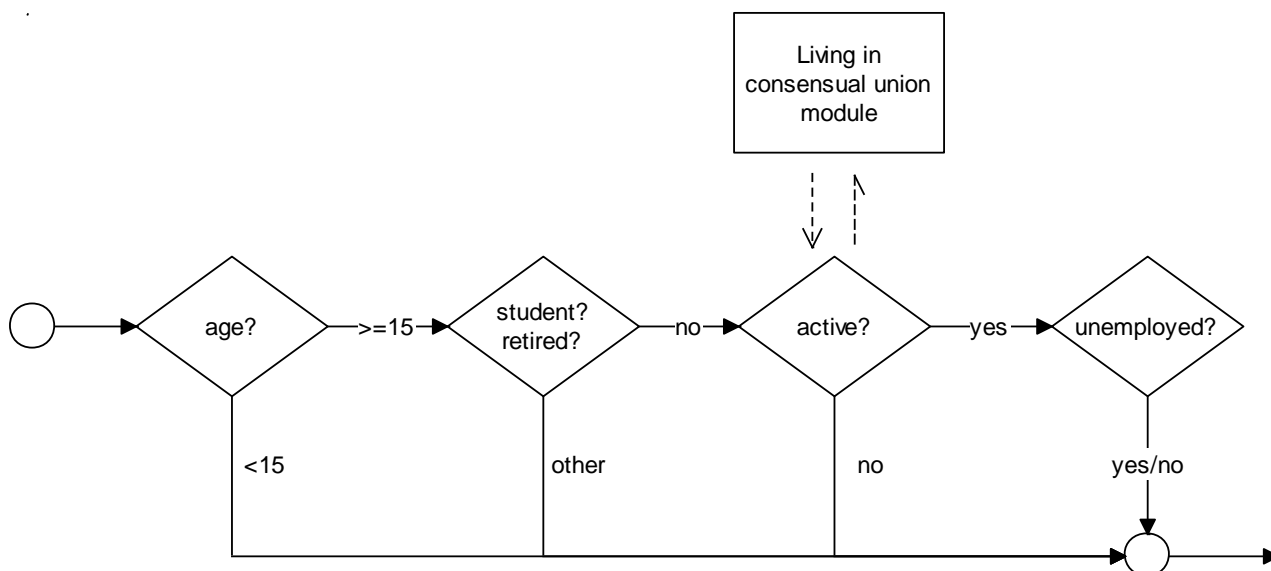 Living in
consensual union
module
age?
>=15
student?
retired?
no
active?
yes
unemployed?
<15
other
no
yes/no